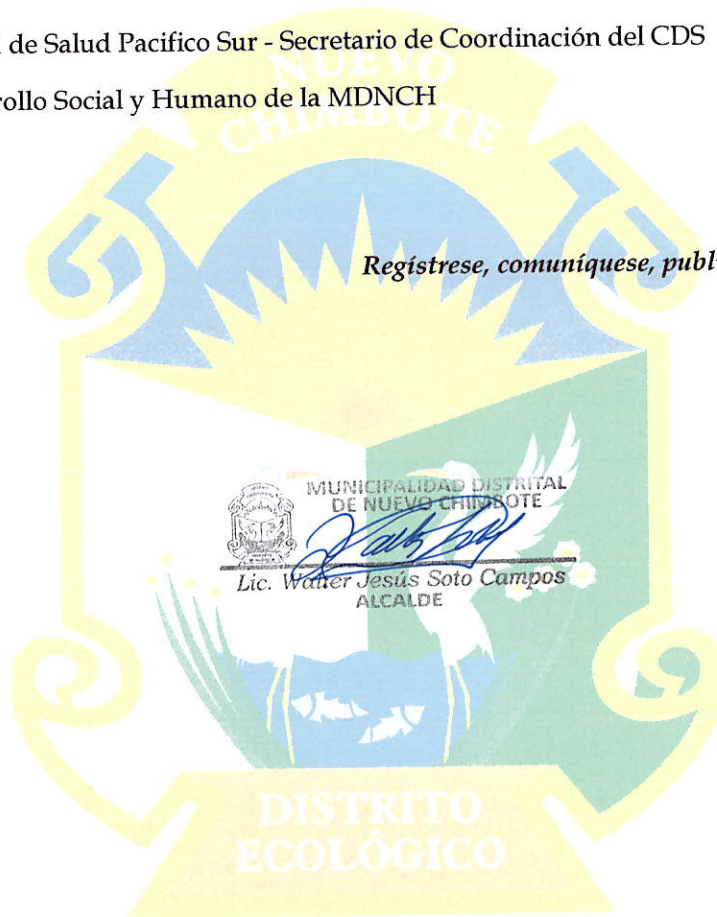 de Salud Pacifico Sur - Secretario de Coordinación del CDS
rollo Social y Humano de la MDNCH
NUEVO
CHIMBOTE
Regístrese, comuníquese, publ
MUNICIPALIDAD DISTRITAL
DE NUEVO CHIMBOTE
Lic. Walter Jesús Soto Campos
ALCALDE
DISTRITO
ECOLÓGICO